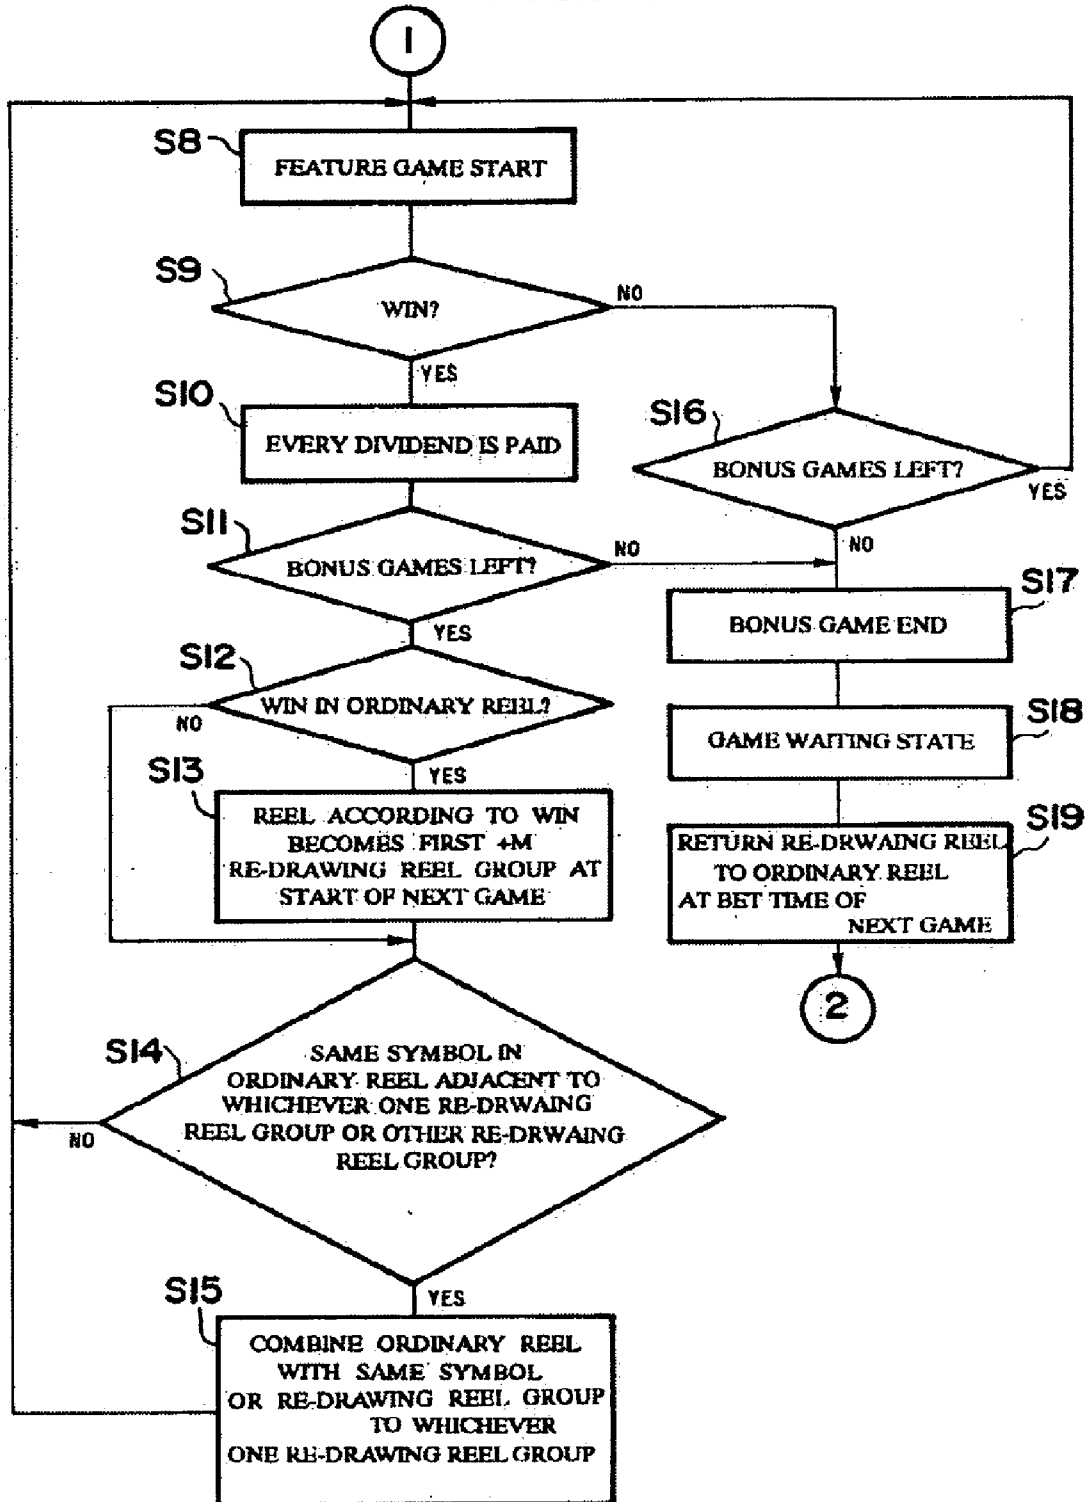 1
S8
FEATURE GAME START
S9
WIN?
NO
YES
S10
EVERY DIVIDEND IS PAID
S16
BONUS GAMES LEFT?
YES
NO
S11
BONUS GAMES LEFT?
NO
YES
S17
BONUS GAME END
S12
WIN IN ORDINARY REEL?
NO
YES
S18
GAME WAITING STATE
S13
REEL ACCORDING TO WIN
BECOMES FIRST +M
RE-DRAWING REEL GROUP AT
START OF NEXT GAME
S19
RETURN RE-DRWAING REEL
TO ORDINARY REEL
AT BET TIME OF
NEXT GAME
2
S14
SAME SYMBOL IN
ORDINARY REEL ADJACENT TO
WHICHEVER ONE RE-DRWAING
REEL GROUP OR OTHER RE-DRWAING
REEL GROUP?
NO
YES
S15
COMBINE ORDINARY REEL
WITH SAME SYMBOL
OR RE-DRAWING REEL GROUP
TO WHICHEVER
ONE RE-DRAWING REEL GROUP